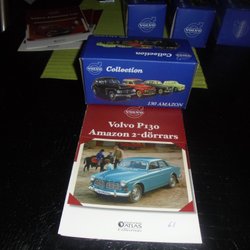 VOLVO
Collection
130 AMAZON
VOLVO
Volvo P130
Amazon 2-dörrars
ATLAS